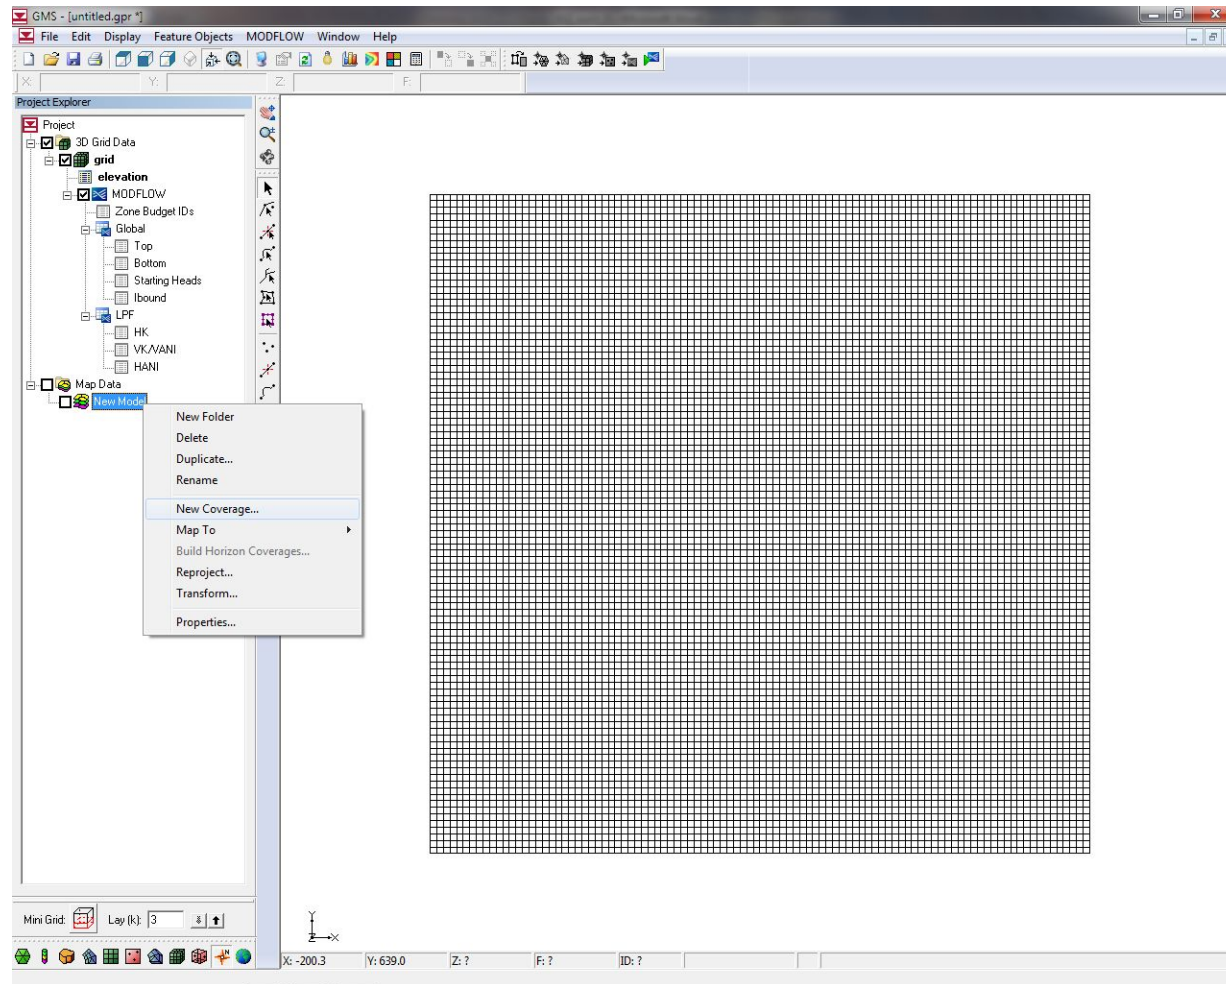 GMS - [untitled.gpr *]
File Edit Display Feature Objects MODFLOW Window Help
X: Y: Z: F:
Project Explorer
Project
3D Grid Data
grid
elevation
MODFLOW
Zone Budget IDs
Global
Top
Bottom
Starting Heads
Ibound
LPF
HK
VK/VANI
HANI
Map Data
New Model
New Folder
Delete
Duplicate...
Rename
New Coverage...
Map To
Build Horizon Coverages...
Reproject...
Transform...
Properties...
Y
Z X
Mini Grid: Lay (k): 3
X: -200.3 Y: 639.0 Z: ? F: ? ID: ?